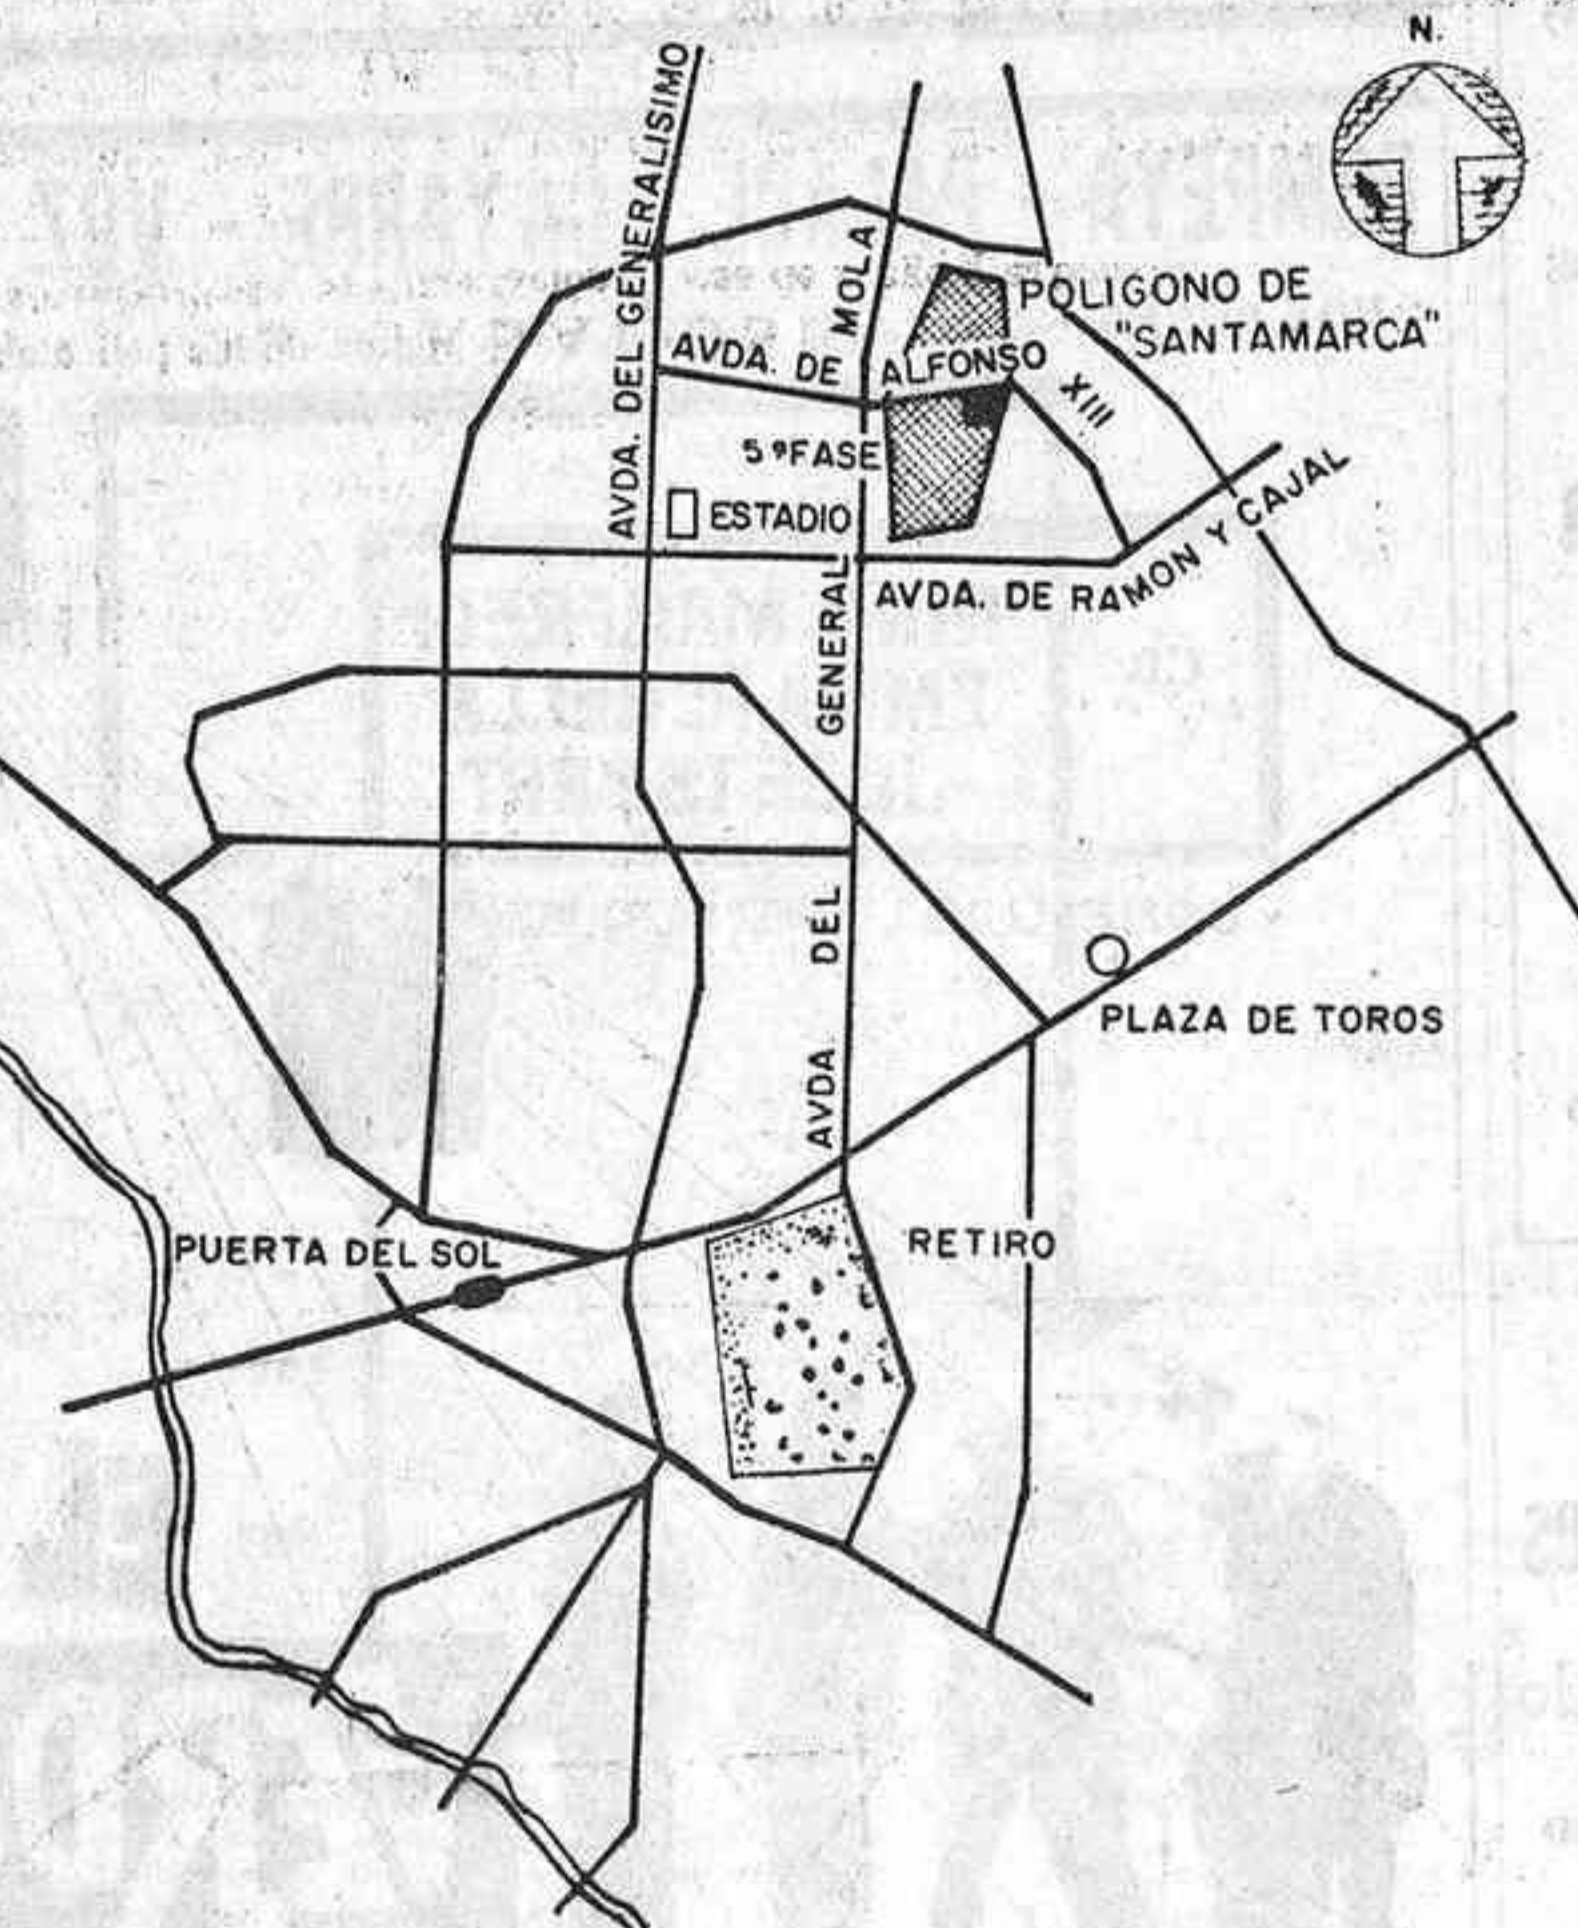 N.
AVDA. DEL GENERALISIMO
POLIGONO DE
"SANTAMARCA"
AVDA. DE ALFONSO XIII
5ª FASE
ESTADIO
AVDA. DE RAMON Y CAJAL
AVDA DEL GENERAL MOLA
PLAZA DE TOROS
PUERTA DEL SOL
RETIRO